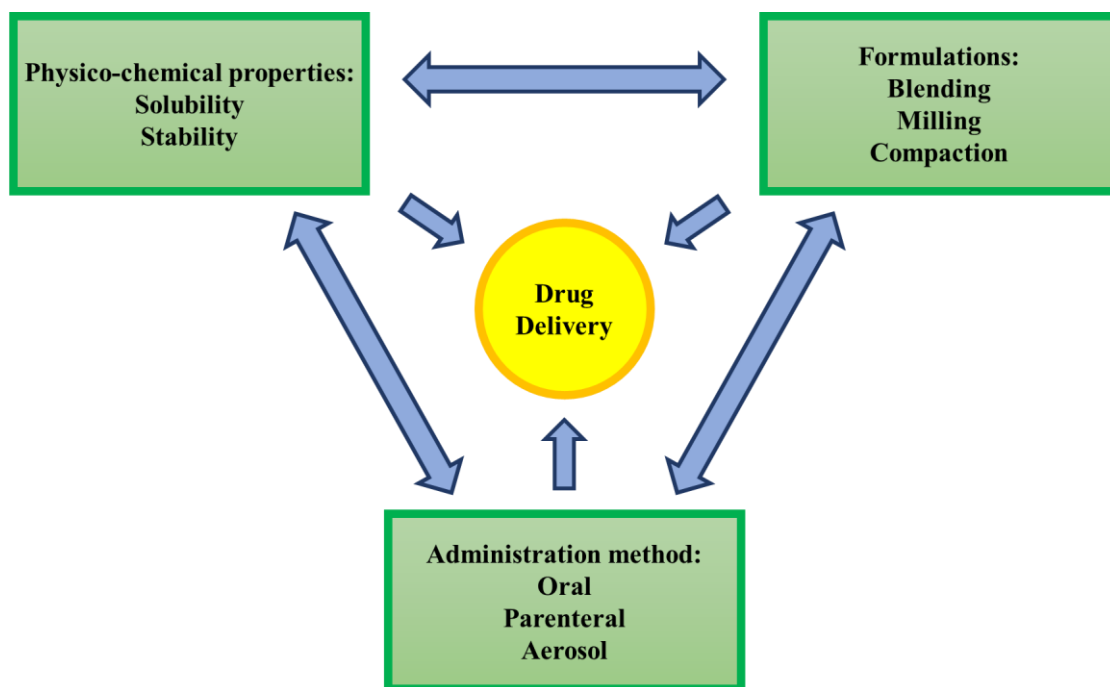 Physico-chemical properties:
Solubility
Stability
Formulations:
Blending
Milling
Compaction
Drug
Delivery
Administration method:
Oral
Parenteral
Aerosol